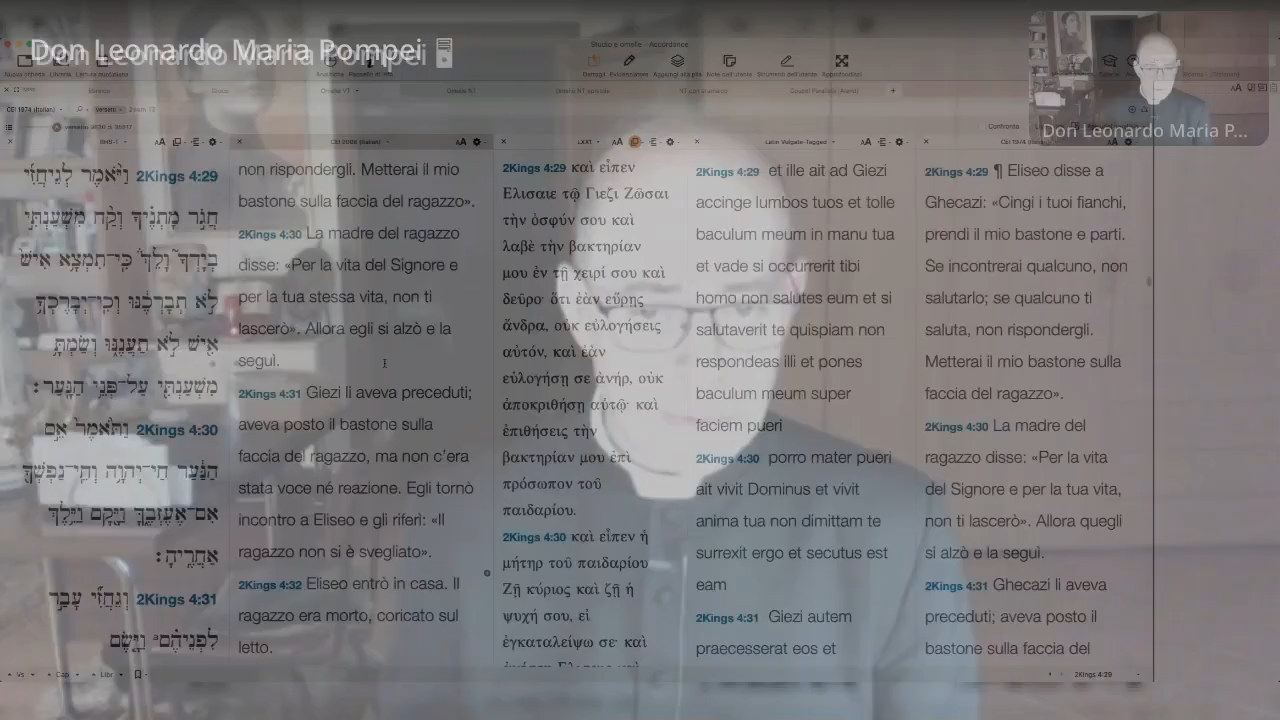 Don Leonardo Maria Pompei
Studio e omelie - Accordance
Don Leonardo Maria P...
2Kings 4:29 וַיֹּ֨אמֶר לְגֵיחֲזִ֜י
חֲגֹ֣ר מָתְנֶ֗יךָ וְקַ֨ח מִשְׁעַנְתִּ֥י
בְיָדְךָ֮ וָלֵךְ֒ כִּֽי־תִמְצָ֥א אִישׁ֙
לֹ֣א תְבָרְכֶ֔נּוּ וְכִֽי־יְבָרֶכְךָ֥
אִ֖ישׁ לֹ֣א תַעֲנֶ֑נּוּ וְשַׂמְתָּ֥
מִשְׁעַנְתִּ֖י עַל־פְּנֵ֥י הַנָּֽעַר׃
2Kings 4:30 וַתֹּ֙אמֶר֙ אֵ֣ם
הַנַּ֔עַר חַי־יְהוָ֥ה וְחֵֽי־נַפְשְׁךָ֖
אִם־אֶעֶזְבֶ֑ךָּ וַיָּ֖קָם וַיֵּ֥לֶךְ
אַחֲרֶֽיהָ׃
2Kings 4:31 וְגֵחֲזִ֞י עָבַ֣ר
לִפְנֵיהֶ֗ם וַיָּ֤שֶׂם
non rispondergli. Metterai il mio
bastone sulla faccia del ragazzo».
2Kings 4:30 La madre del ragazzo
disse: «Per la vita del Signore e
per la tua stessa vita, non ti
lascerò». Allora egli si alzò e la
seguì.
2Kings 4:31 Giezi li aveva preceduti;
aveva posto il bastone sulla
faccia del ragazzo, ma non c'era
stata voce né reazione. Egli tornò
incontro a Eliseo e gli riferì: «Il
ragazzo non si è svegliato».
2Kings 4:32 Eliseo entrò in casa. Il
ragazzo era morto, coricato sul
letto.
2Kings 4:29 καὶ εἶπεν
Ελισαιε τῷ Γιεζι Ζῶσαι
τὴν ὀσφύν σου καὶ
λαβὲ τὴν βακτηρίαν
μου ἐν τῇ χειρί σου καὶ
δεῦρο· ὅτι ἐὰν εὕρῃς
ἄνδρα, οὐκ εὐλογήσεις
αὐτόν, καὶ ἐὰν
εὐλογήσῃ σε ἀνήρ, οὐκ
ἀποκριθήσῃ αὐτῷ· καὶ
ἐπιθήσεις τὴν
βακτηρίαν μου ἐπὶ
πρόσωπον τοῦ
παιδαρίου.
2Kings 4:30 καὶ εἶπεν ἡ
μήτηρ τοῦ παιδαρίου
Ζῇ κύριος καὶ ζῇ ἡ
ψυχή σου, εἰ
ἐγκαταλείψω σε· καὶ
2Kings 4:29 et ille ait ad Giezi
accinge lumbos tuos et tolle
baculum meum in manu tua
et vade si occurrerit tibi
homo non salutes eum et si
salutaverit te quispiam non
respondeas illi et pones
baculum meum super
faciem pueri
2Kings 4:30 porro mater pueri
ait vivit Dominus et vivit
anima tua non dimittam te
surrexit ergo et secutus est
eam
2Kings 4:31 Giezi autem
praecesserat eos et
2Kings 4:29 ¶ Eliseo disse a
Ghecazi: «Cingi i tuoi fianchi,
prendi il mio bastone e parti.
Se incontrerai qualcuno, non
salutarlo; se qualcuno ti
saluta, non rispondergli.
Metterai il mio bastone sulla
faccia del ragazzo».
2Kings 4:30 La madre del
ragazzo disse: «Per la vita
del Signore e per la tua vita,
non ti lascerò». Allora quegli
si alzò e la seguì.
2Kings 4:31 Ghecazi li aveva
preceduti; aveva posto il
bastone sulla faccia del
2Kings 4:29